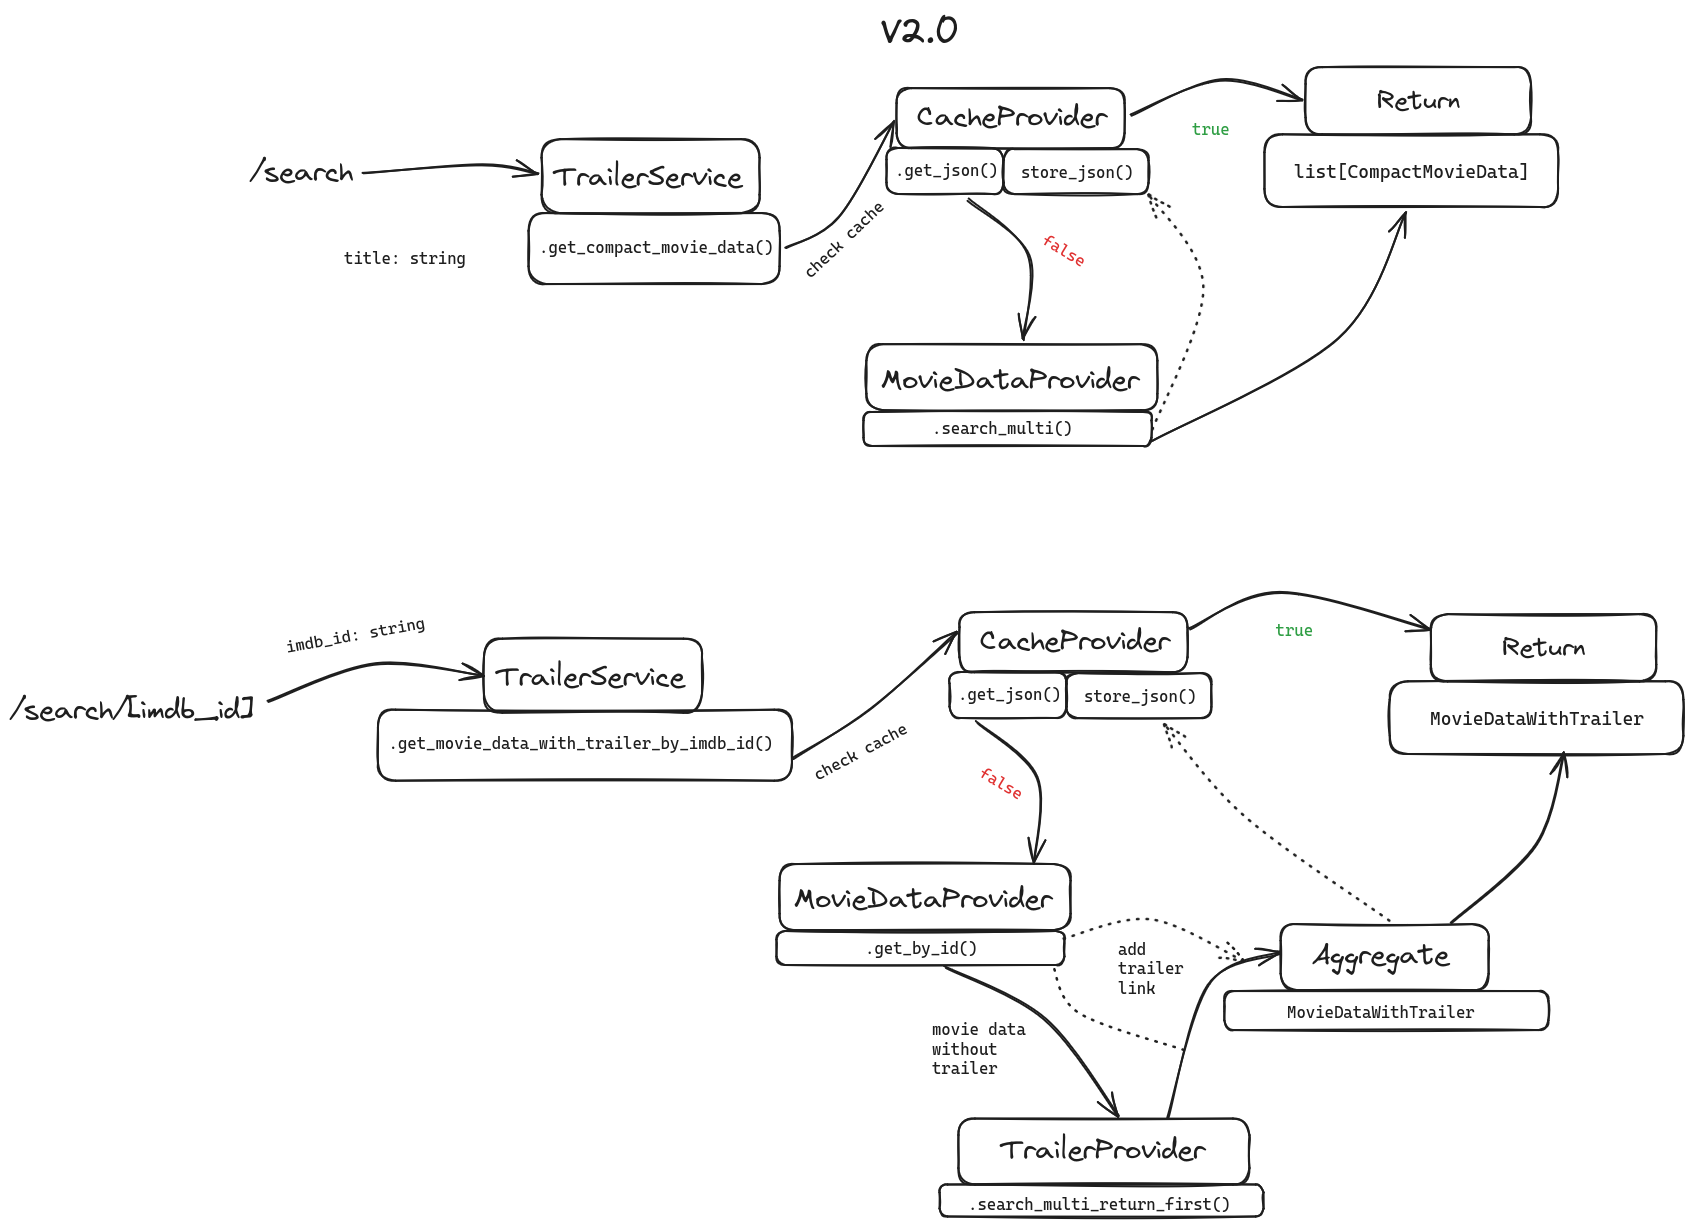 v2.0
/search
title: string
TrailerService
.get_compact_movie_data()
check cache
CacheProvider
.get_json()
store_json()
true
Return
list[CompactMovieData]
false
MovieDataProvider
.search_multi()
/search/[imdb_id]
imdb_id: string
TrailerService
.get_movie_data_with_trailer_by_imdb_id()
check cache
CacheProvider
.get_json()
store_json()
true
Return
MovieDataWithTrailer
false
MovieDataProvider
.get_by_id()
add
trailer
link
movie data
without
trailer
Aggregate
MovieDataWithTrailer
TrailerProvider
.search_multi_return_first()